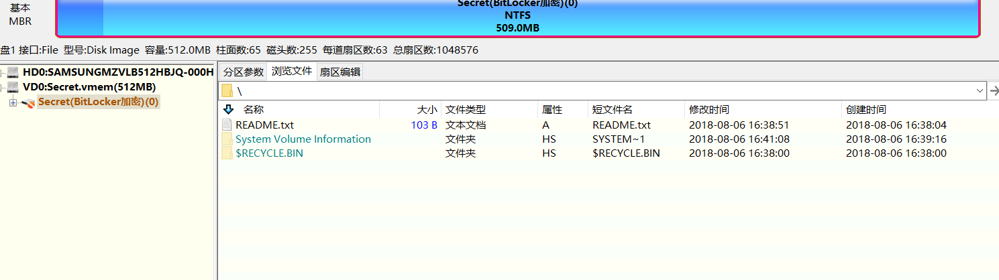 基本
MBR
Secret(BitLocker加密)(0)
NTFS
509.0MB
盘1 接口:File 型号:Disk Image 容量:512.0MB 柱面数:65 磁头数:255 每道扇区数:63 总扇区数:1048576
HD0:SAMSUNGMZVLB512HBJQ-000H
VD0:Secret.vmem(512MB)
Secret(BitLocker加密)(0)
分区参数 浏览文件 扇区编辑
\
名称 大小 文件类型 属性 短文件名 修改时间 创建时间
README.txt 103 B 文本文档 A README.txt 2018-08-06 16:38:51 2018-08-06 16:38:04
System Volume Information 文件夹 HS SYSTEM~1 2018-08-06 16:41:08 2018-08-06 16:39:16
$RECYCLE.BIN 文件夹 HS $RECYCLE.BIN 2018-08-06 16:38:00 2018-08-06 16:38:00